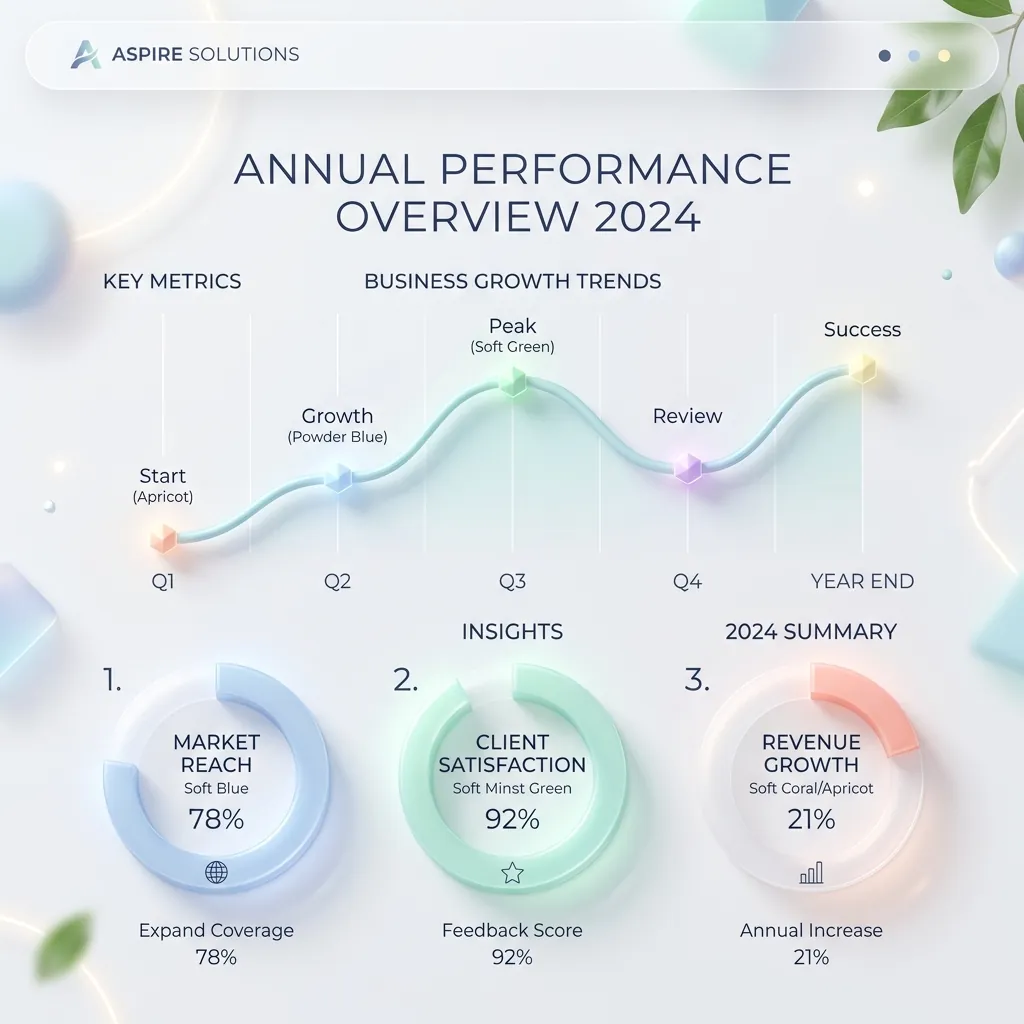 ASPIRE SOLUTIONS
ANNUAL PERFORMANCE
OVERVIEW 2024
KEY METRICS
BUSINESS GROWTH TRENDS
Start
(Apricot)
Growth
(Powder Blue)
Peak
(Soft Green)
Review
Success
Q1
Q2
Q3
Q4
YEAR END
INSIGHTS
2024 SUMMARY
1.
MARKET
REACH
Soft Blue
78%
Expand Coverage
78%
2.
CLIENT
SATISFACTION
Soft Minst Green
92%
Feedback Score
92%
3.
REVENUE
GROWTH
Soft Coral/Apricot
21%
Annual Increase
21%